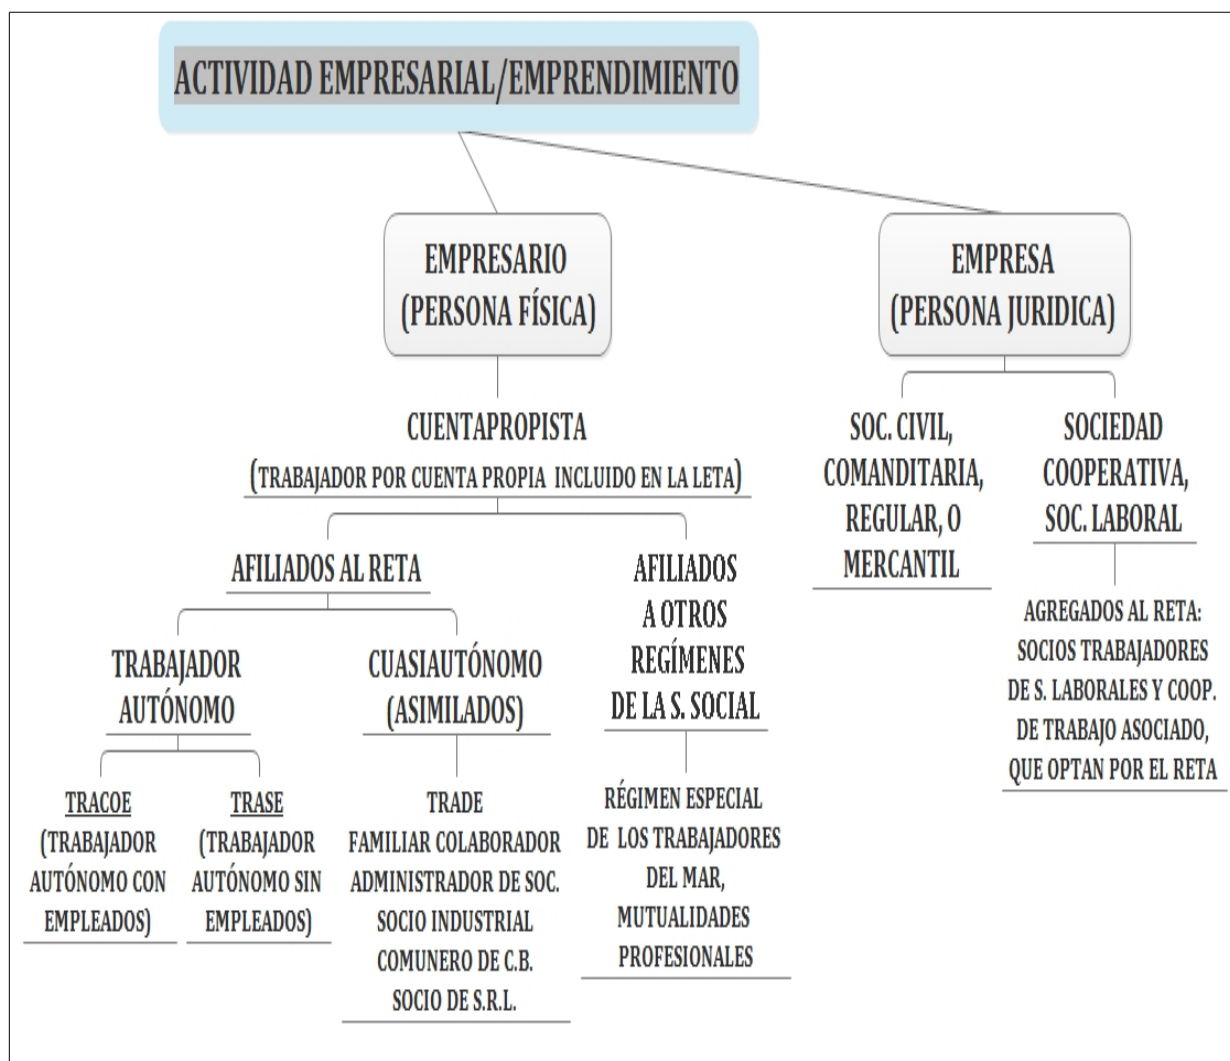 ACTIVIDAD EMPRESARIAL/EMPRENDIMIENTO
EMPRESARIO
(PERSONA FÍSICA)
EMPRESA
(PERSONA JURIDICA)
CUENTAPROPISTA
(TRABAJADOR POR CUENTA PROPIA INCLUIDO EN LA LETA)
SOC. CIVIL,
COMANDITARIA,
REGULAR, O
MERCANTIL
SOCIEDAD
COOPERATIVA,
SOC. LABORAL
AFILIADOS AL RETA
AFILIADOS
A OTROS
REGÍMENES
DE LA S. SOCIAL
AGREGADOS AL RETA:
SOCIOS TRABAJADORES
DE S. LABORALES Y COOP.
DE TRABAJO ASOCIADO,
QUE OPTAN POR EL RETA
TRABAJADOR
AUTÓNOMO
CUASIAUTÓNOMO
(ASIMILADOS)
TRACOE
(TRABAJADOR
AUTÓNOMO CON
EMPLEADOS)
TRASE
(TRABAJADOR
AUTÓNOMO SIN
EMPLEADOS)
TRADE
FAMILIAR COLABORADOR
ADMINISTRADOR DE SOC.
SOCIO INDUSTRIAL
COMUNERO DE C.B.
SOCIO DE S.R.L.
RÉGIMEN ESPECIAL
DE LOS TRABAJADORES
DEL MAR,
MUTUALIDADES
PROFESIONALES